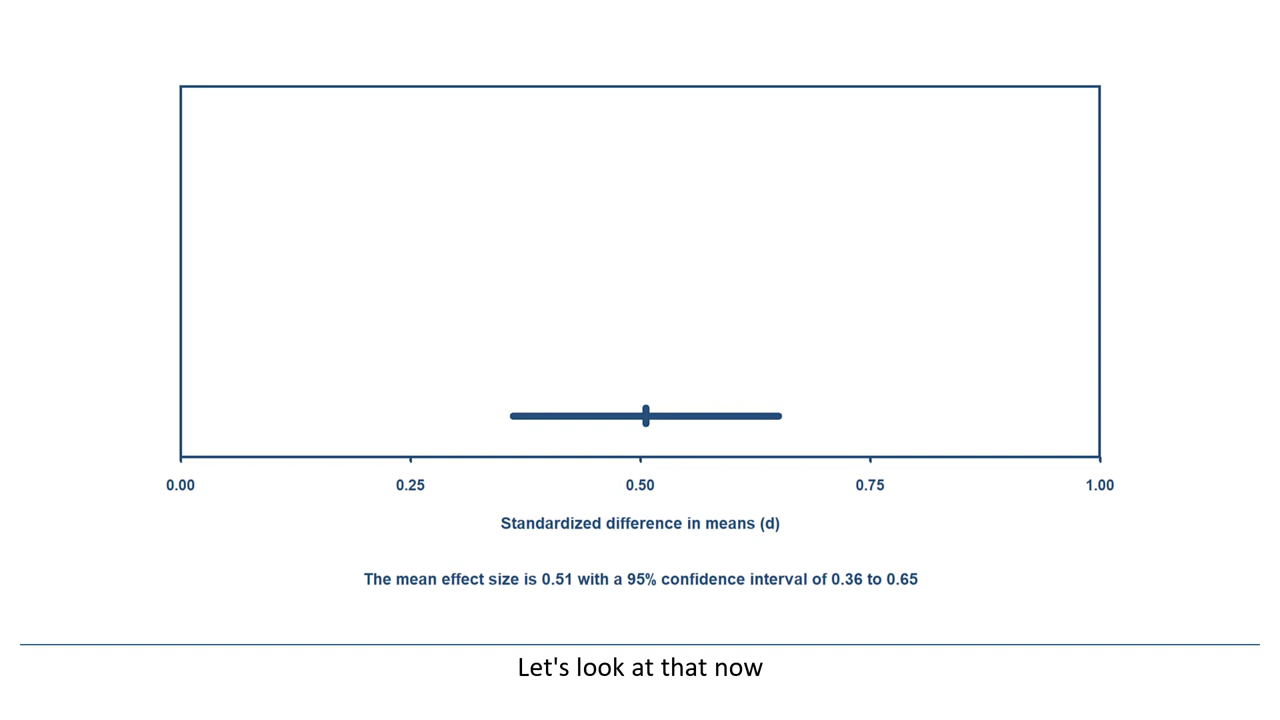 0.00 0.25 0.50 0.75 1.00
Standardized difference in means (d)
The mean effect size is 0.51 with a 95% confidence interval of 0.36 to 0.65
Let's look at that now